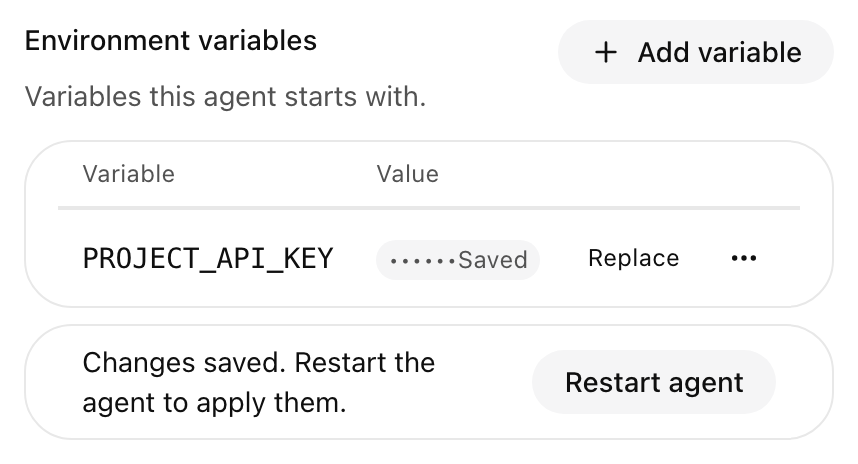 Environment variables
+ Add variable
Variables this agent starts with.
Variable Value
PROJECT_API_KEY ······Saved Replace ···
Changes saved. Restart the
agent to apply them.
Restart agent